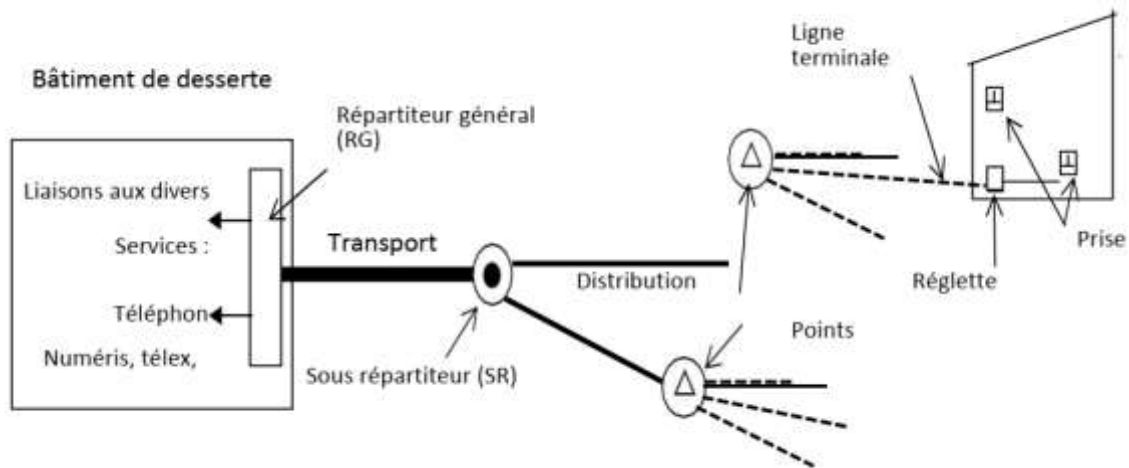 Bâtiment de desserte
Répartiteur général
(RG)
Liaisons aux divers
Services :
Téléphon
Numéris, télex,
Transport
Sous répartiteur (SR)
Distribution
Points
Ligne
terminale
Réglette
Prise